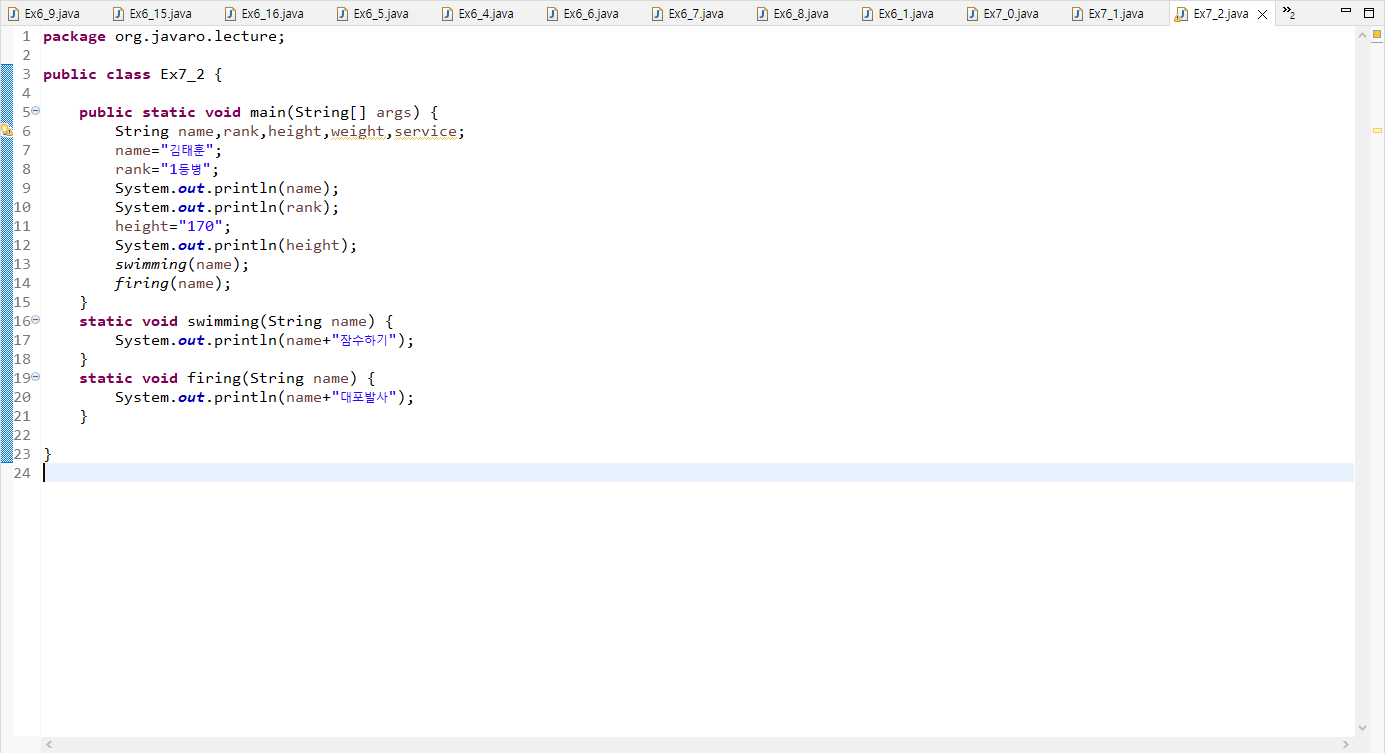 Ex6_9.java Ex6_15.java Ex6_16.java Ex6_5.java Ex6_4.java Ex6_6.java Ex6_7.java Ex6_8.java Ex6_1.java Ex7_0.java Ex7_1.java Ex7_2.java »2
1 package org.javaro.lecture;
2
3 public class Ex7_2 {
4
5 public static void main(String[] args) {
6 String name,rank,height,weight,service;
7 name="김태훈";
8 rank="1등병";
9 System.out.println(name);
10 System.out.println(rank);
11 height="170";
12 System.out.println(height);
13 swimming(name);
14 firing(name);
15 }
16 static void swimming(String name) {
17 System.out.println(name+"잠수하기");
18 }
19 static void firing(String name) {
20 System.out.println(name+"대포발사");
21 }
22
23 }
24